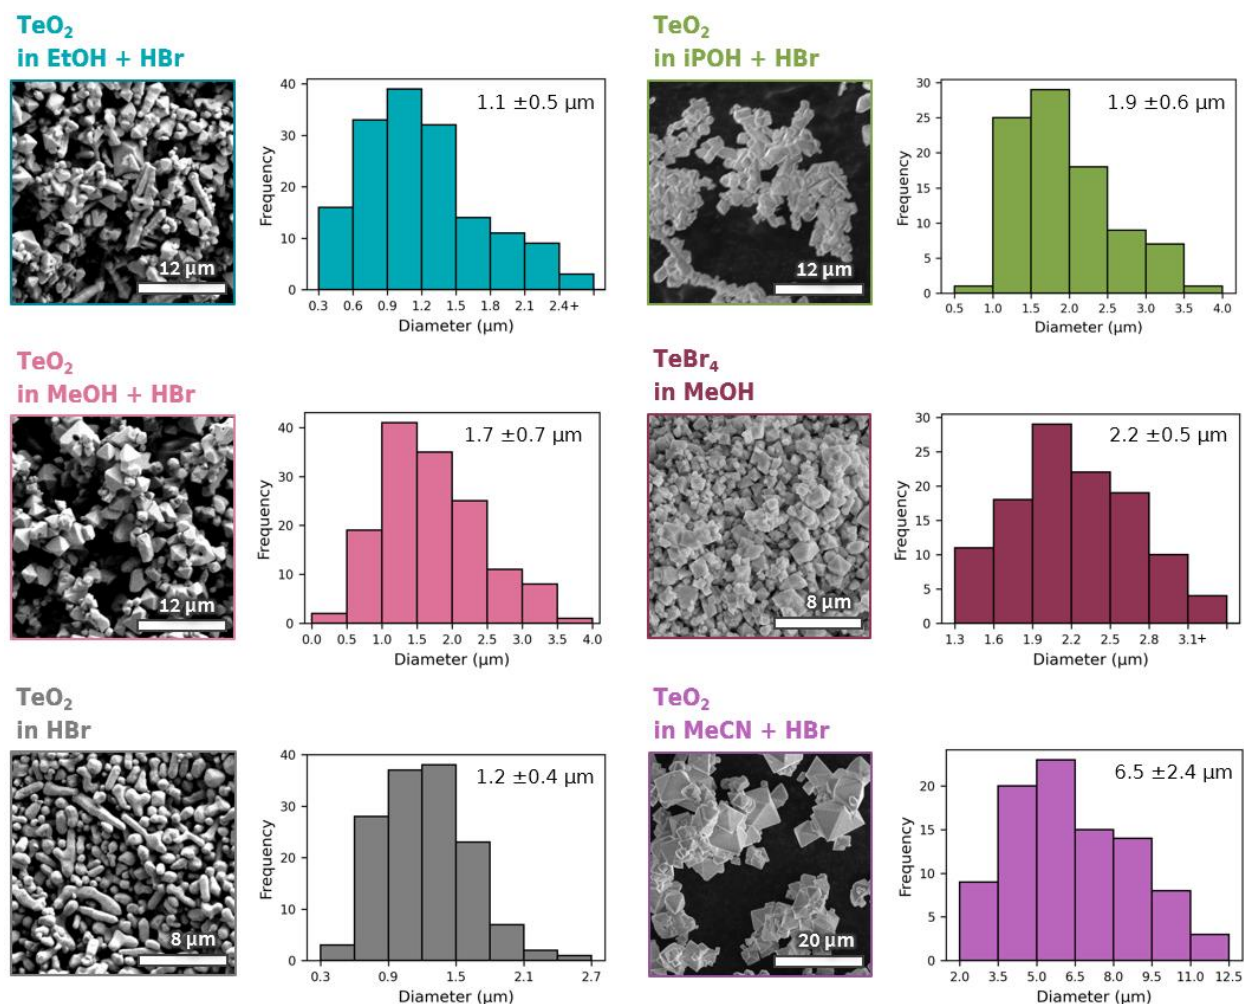 TeO₂
in EtOH + HBr
12 μm
1.1 ±0.5 μm
Frequency
40
30
20
10
0
0.3 0.6 0.9 1.2 1.5 1.8 2.1 2.4+
Diameter (μm)
TeO₂
in iPOH + HBr
12 μm
1.9 ±0.6 μm
Frequency
30
25
20
15
10
5
0
0.5 1.0 1.5 2.0 2.5 3.0 3.5 4.0
Diameter (μm)
TeO₂
in MeOH + HBr
12 μm
1.7 ±0.7 μm
Frequency
40
30
20
10
0
0.0 0.5 1.0 1.5 2.0 2.5 3.0 3.5 4.0
Diameter (μm)
TeBr₄
in MeOH
8 μm
2.2 ±0.5 μm
Frequency
30
25
20
15
10
5
0
1.3 1.6 1.9 2.2 2.5 2.8 3.1+
Diameter (μm)
TeO₂
in HBr
8 μm
1.2 ±0.4 μm
Frequency
40
30
20
10
0
0.3 0.9 1.5 2.1 2.7
Diameter (μm)
TeO₂
in MeCN + HBr
20 μm
6.5 ±2.4 μm
Frequency
20
15
10
5
0
2.0 3.5 5.0 6.5 8.0 9.5 11.0 12.5
Diameter (μm)